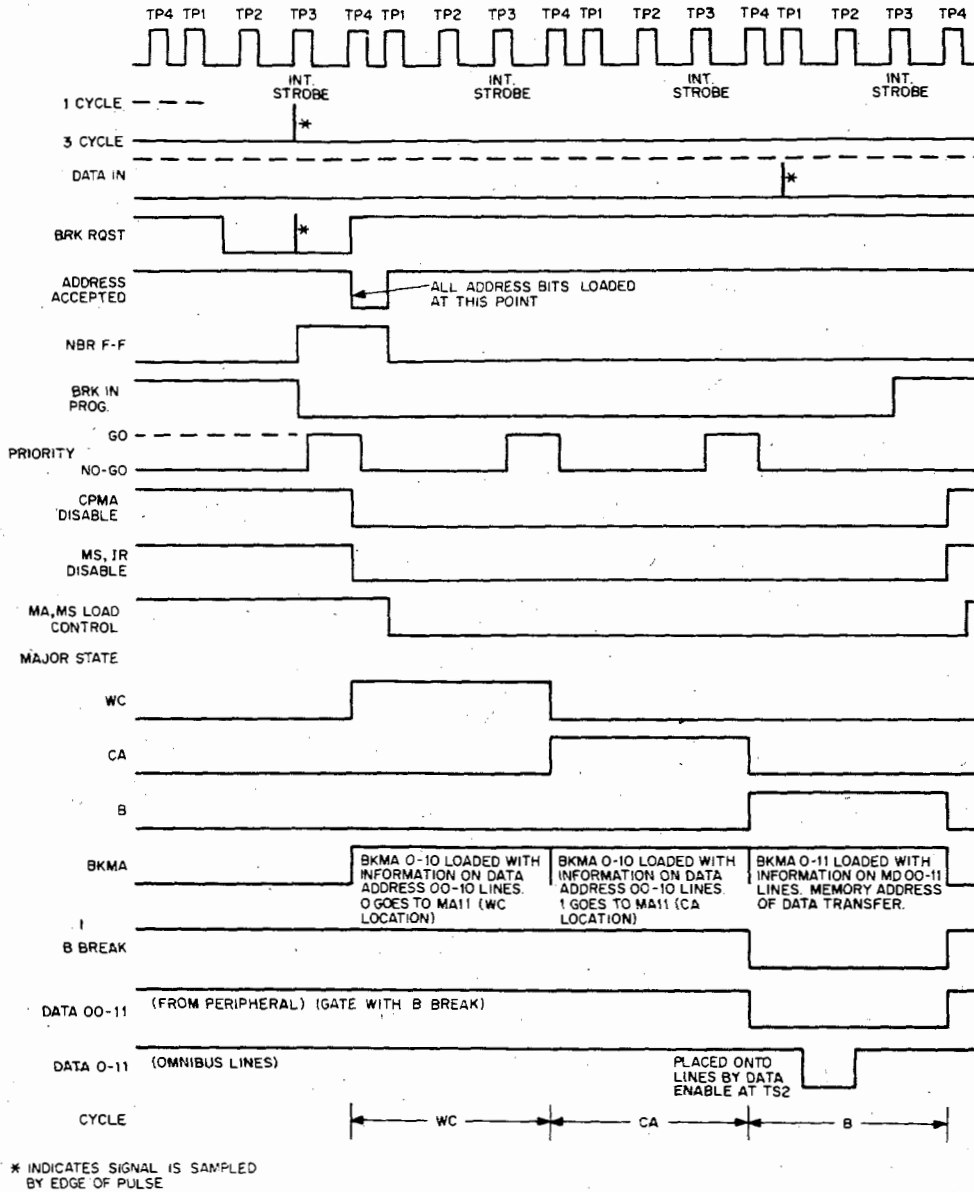 TP4 TP1 TP2 TP3 TP4 TP1 TP2 TP3 TP4 TP1 TP2 TP3 TP4 TP1 TP2 TP3 TP4
INT. STROBE INT. STROBE INT. STROBE INT. STROBE
1 CYCLE
*
3 CYCLE
DATA IN
*
BRK RQST
*
ADDRESS
ACCEPTED
ALL ADDRESS BITS LOADED
AT THIS POINT
NBR F-F
BRK IN
PROG.
GO
PRIORITY
NO-GO
CPMA
DISABLE
MS, IR
DISABLE
MA,MS LOAD
CONTROL
MAJOR STATE
WC
CA
B
BKMA
BKMA 0-10 LOADED WITH
INFORMATION ON DATA
ADDRESS 00-10 LINES.
0 GOES TO MA11 (WC
LOCATION)
BKMA 0-10 LOADED WITH
INFORMATION ON DATA
ADDRESS 00-10 LINES.
1 GOES TO MA11 (CA
LOCATION)
BKMA 0-11 LOADED WITH
INFORMATION ON MD 00-11
LINES. MEMORY ADDRESS
OF DATA TRANSFER.
B BREAK
DATA 00-11
(FROM PERIPHERAL) (GATE WITH B BREAK)
DATA 0-11
(OMNIBUS LINES)
PLACED ONTO
LINES BY DATA
ENABLE AT TS2
CYCLE
WC CA B
* INDICATES SIGNAL IS SAMPLED
BY EDGE OF PULSE